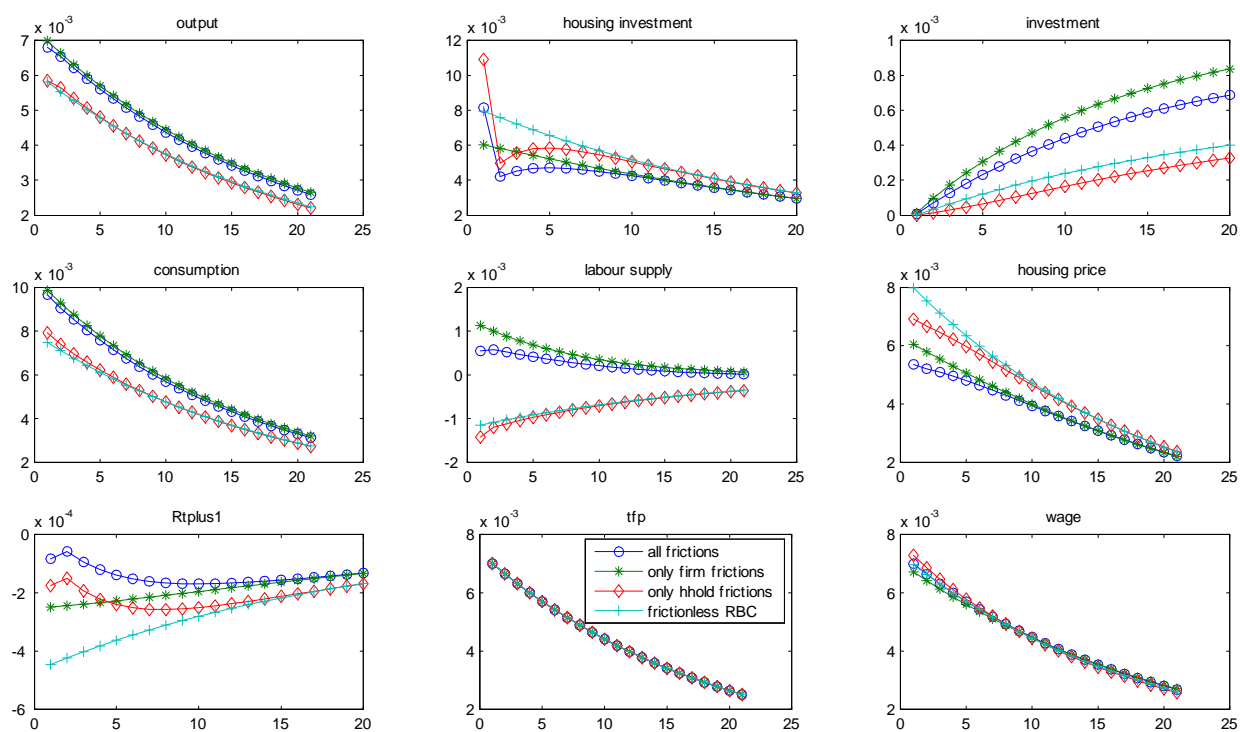 output
x 10-3
7
6
5
4
3
2
0 5 10 15 20 25
housing investment
x 10-3
12
10
8
6
4
2
0 5 10 15 20
investment
1
0.8
0.6
0.4
0.2
0
0 5 10 15 20
consumption
x 10-3
10
8
6
4
2
0 5 10 15 20 25
labour supply
x 10-3
2
1
0
-1
-2
0 5 10 15 20 25
housing price
x 10-3
8
6
4
2
0 5 10 15 20 25
Rtplus1
x 10-4
0
-2
-4
-6
0 5 10 15 20
tfp
x 10-3
8
6
4
2
0 5 10 15 20 25
all frictions
only firm frictions
only hhold frictions
frictionless RBC
wage
x 10-3
8
6
4
2
0 5 10 15 20 25